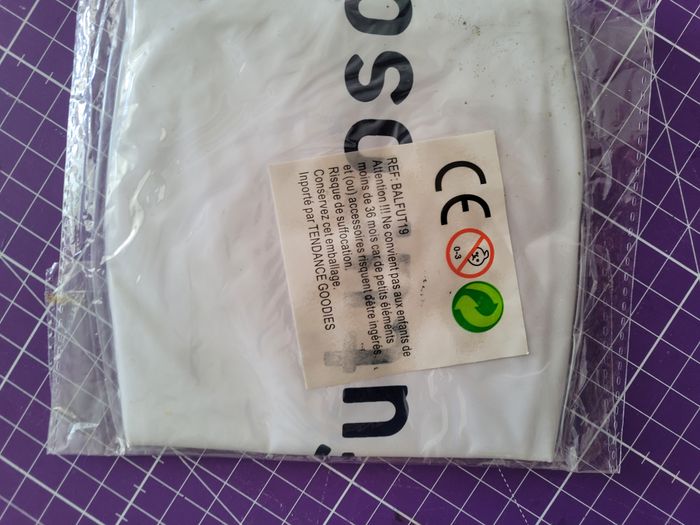 REF: BALFUT19
Attention !!! Ne convient pas aux enfants de
moins de 36 mois car de petits éléments
et (ou) accessoires risquent dêtre ingérés.
Risque de suffocation.
Conservez cet emballage.
Importé par TENDANCE GOODIES
CE
0-3